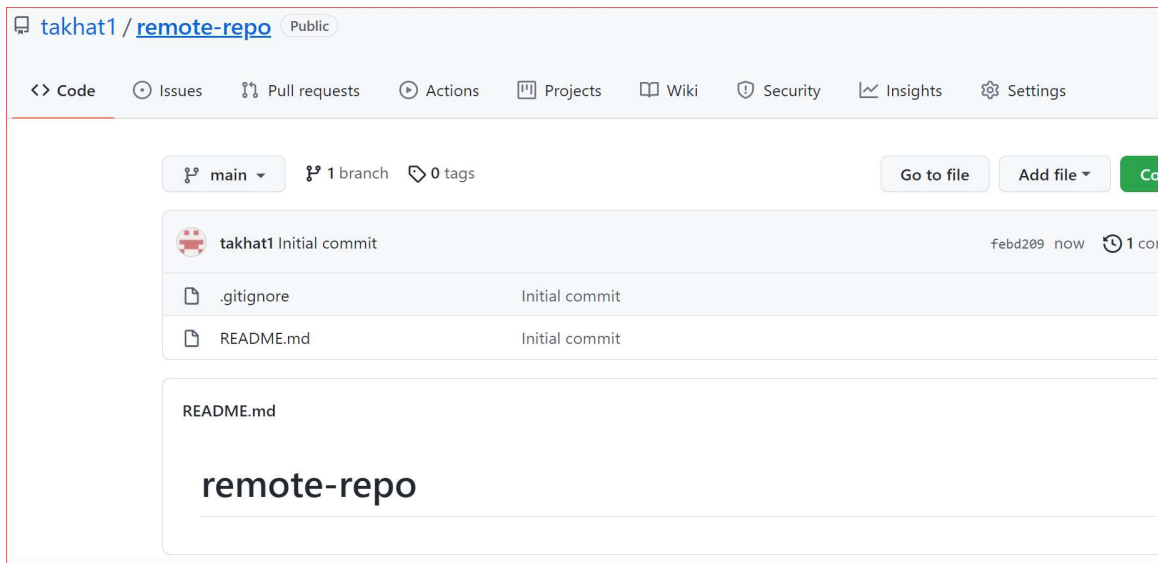 takhat1 / remote-repo Public
Code Issues Pull requests Actions Projects Wiki Security Insights Settings
main 1 branch 0 tags Go to file Add file
takhat1 Initial commit febd209 now 1
.gitignore Initial commit
README.md Initial commit
README.md
remote-repo